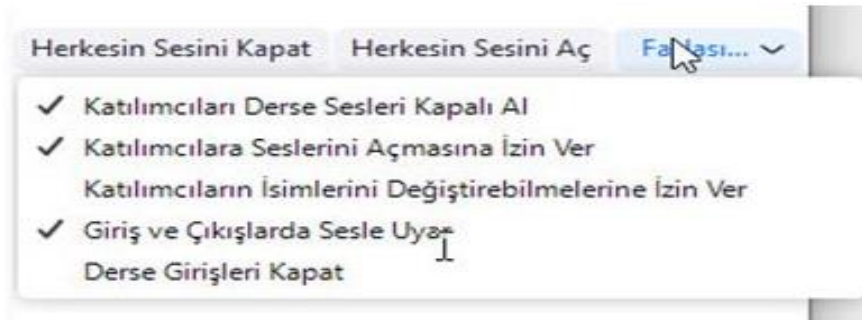 Herkesin Sesini Kapat Herkesin Sesini Aç
Katılımcıları Derse Sesleri Kapalı Al
Katılımcılara Seslerini Açmasına İzin Ver
Katılımcıların İsimlerini Değiştirebilmelerine İzin Ver
Giriş ve Çıkışlarda Sesle Uyar
Derse Girişleri Kapat